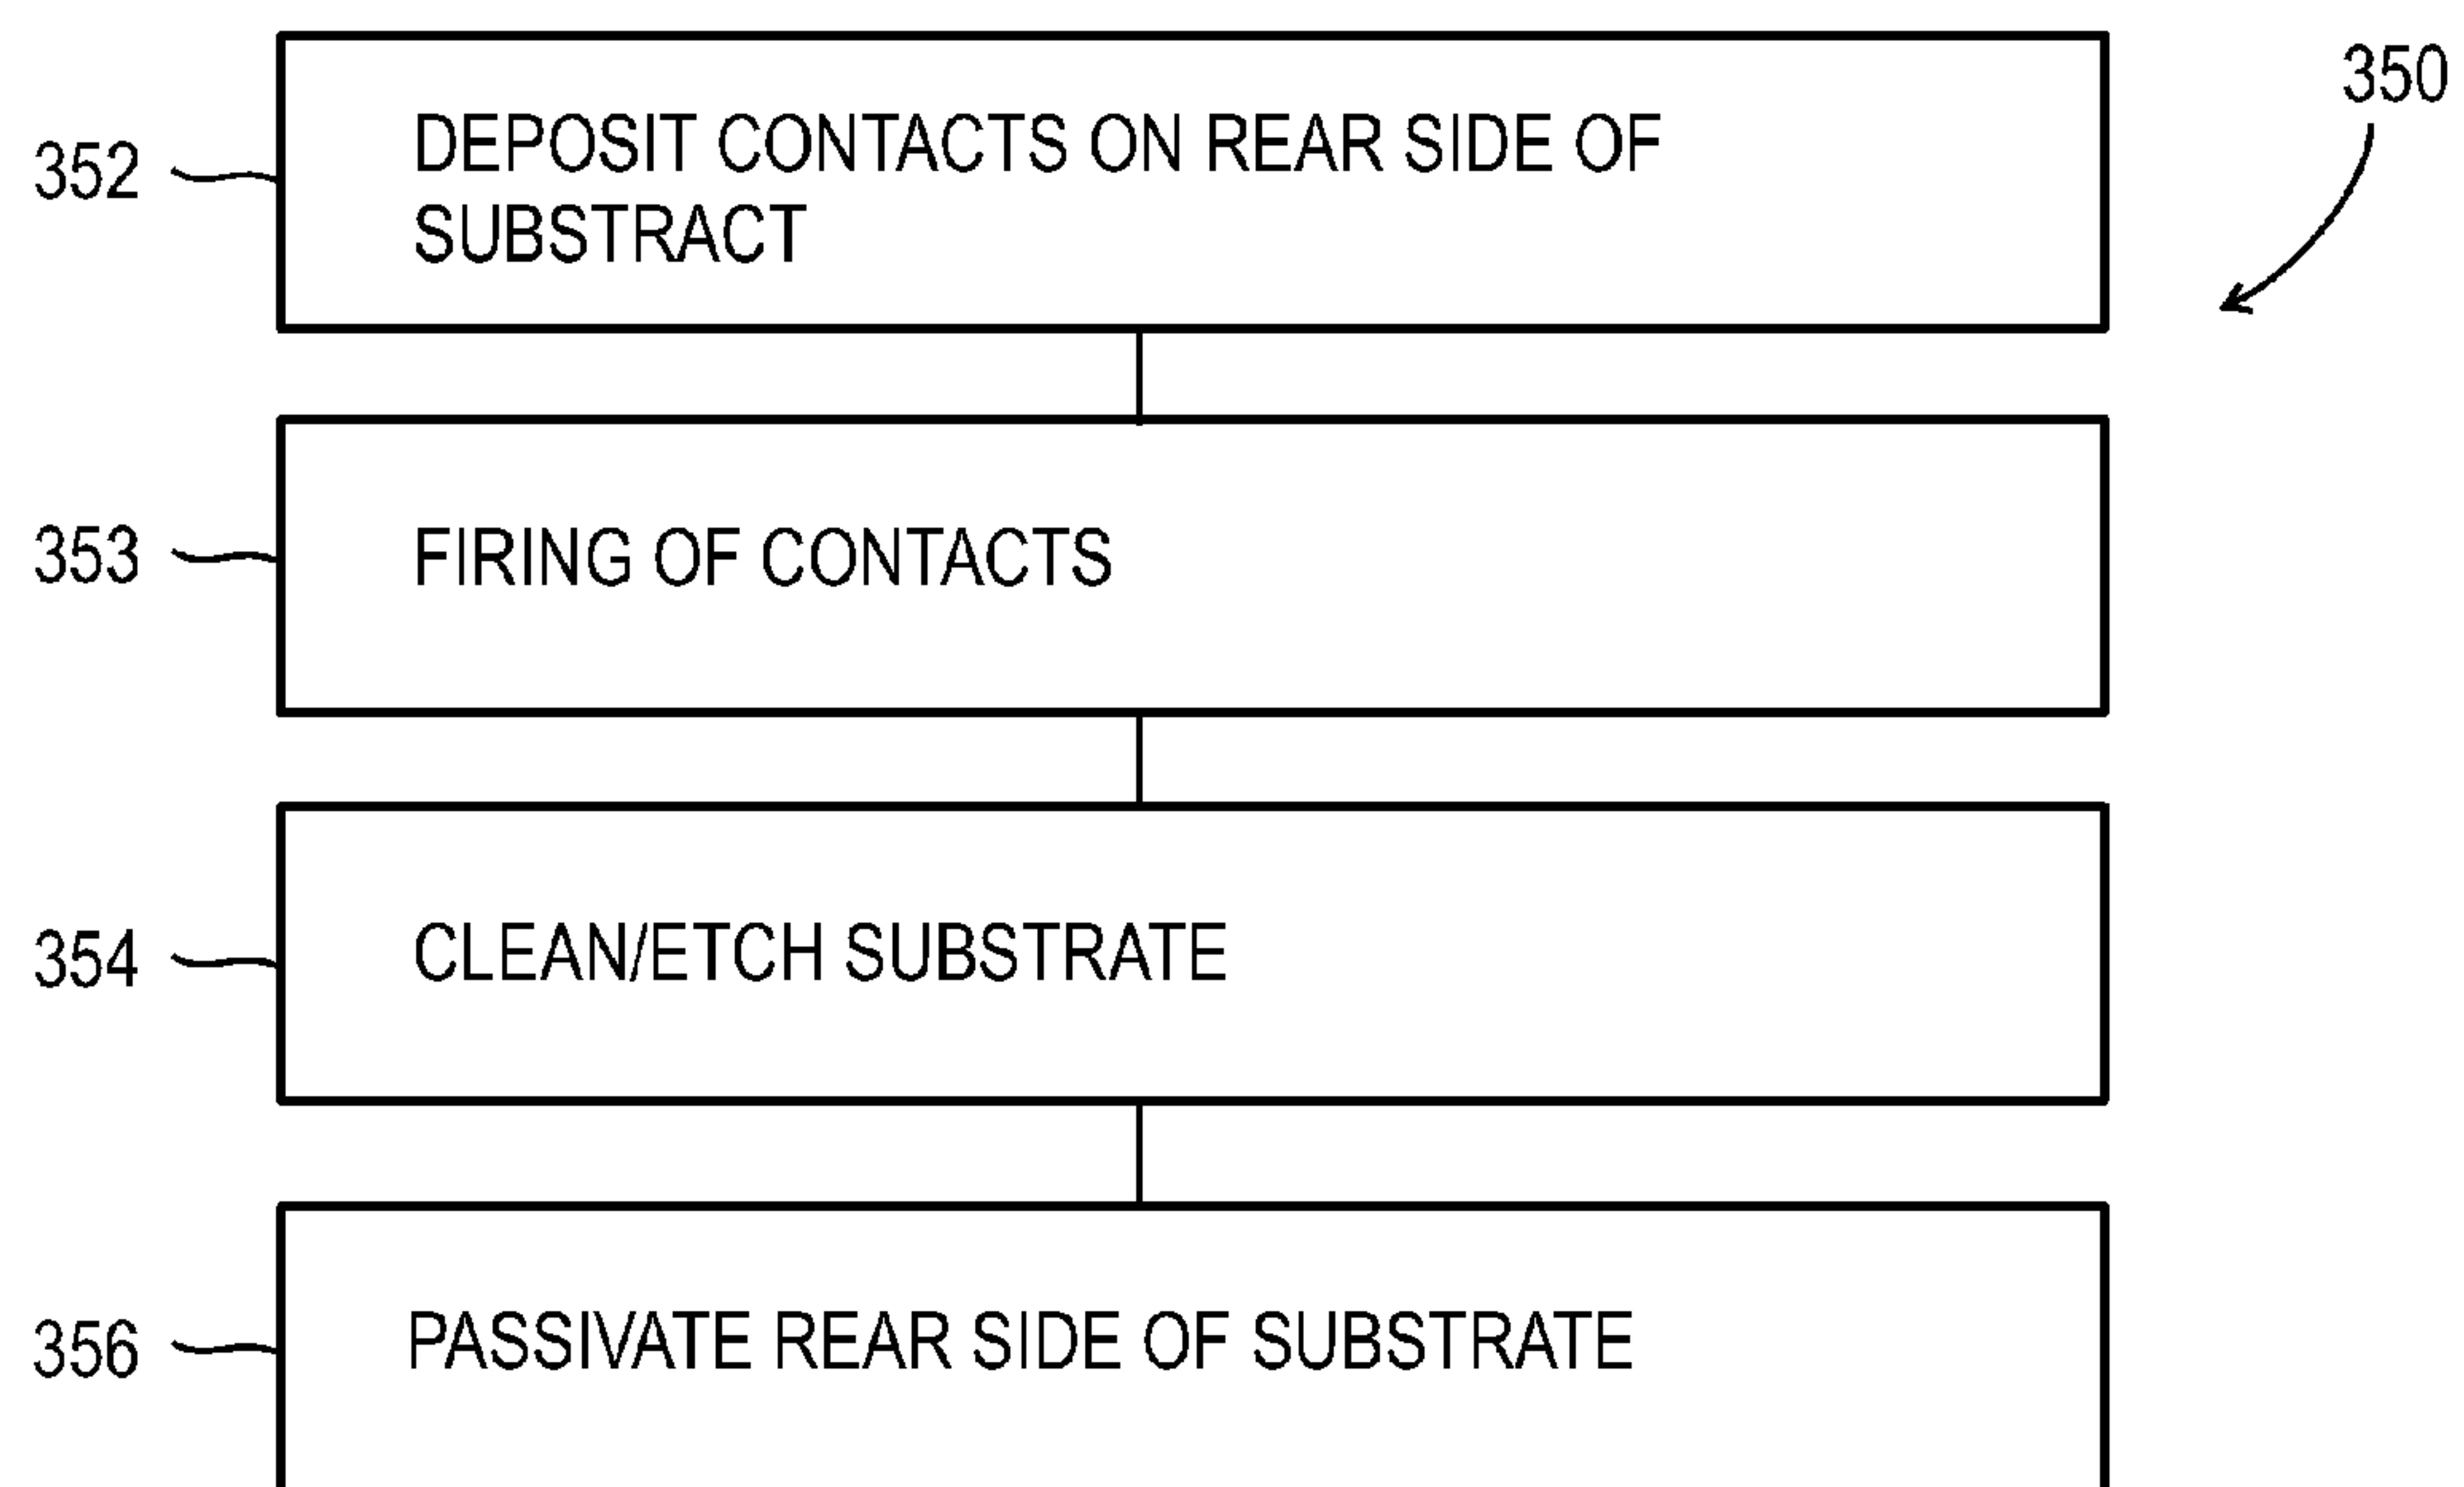 350
352
DEPOSIT CONTACTS ON REAR SIDE OF
SUBSTRACT
353
FIRING OF CONTACTS
354
CLEAN/ETCH SUBSTRATE
356
PASSIVATE REAR SIDE OF SUBSTRATE